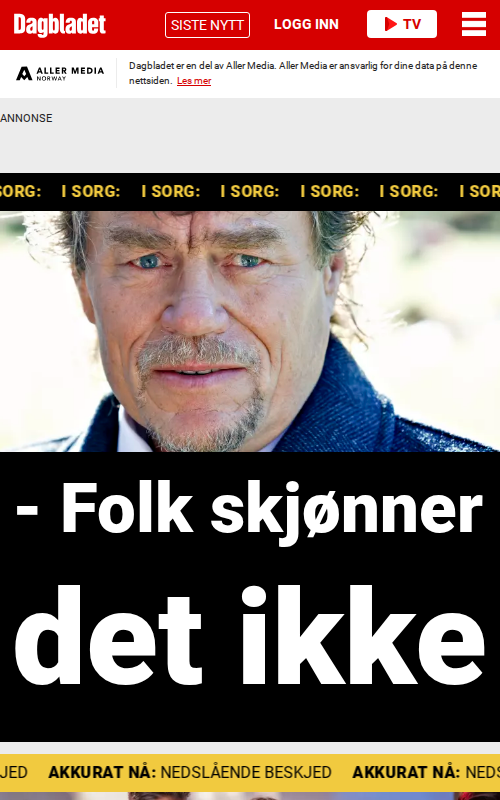 Dagbladet
SISTE NYTT
LOGG INN
TV
ALLER MEDIA
NORWAY
Dagbladet er en del av Aller Media. Aller Media er ansvarlig for dine data på denne
nettsiden. Les mer
ANNONSE
SORG: I SORG: I SORG: I SORG: I SORG: I SORG: I SOR
- Folk skjønner
det ikke
JED AKKURAT NÅ: NEDSLÅENDE BESKJED AKKURAT NÅ: NEDS